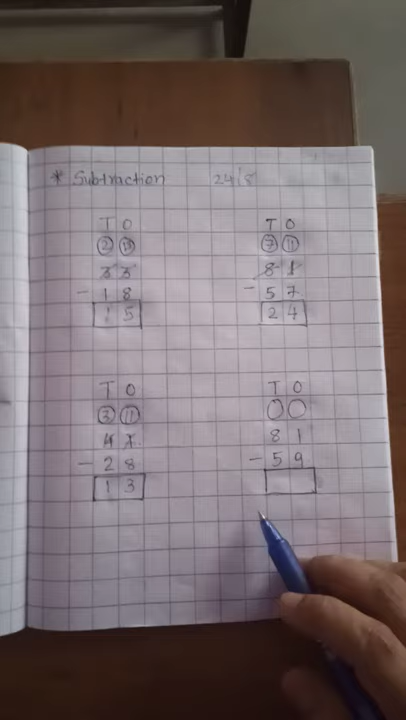 * Subtraction 24/8
T O
② ⑬
3 3
- 1 8
1 5
T O
⑦ ⑪
8 1
- 5 7
2 4
T O
③ ⑪
4 1
- 2 8
1 3
T O
8 1
- 5 9